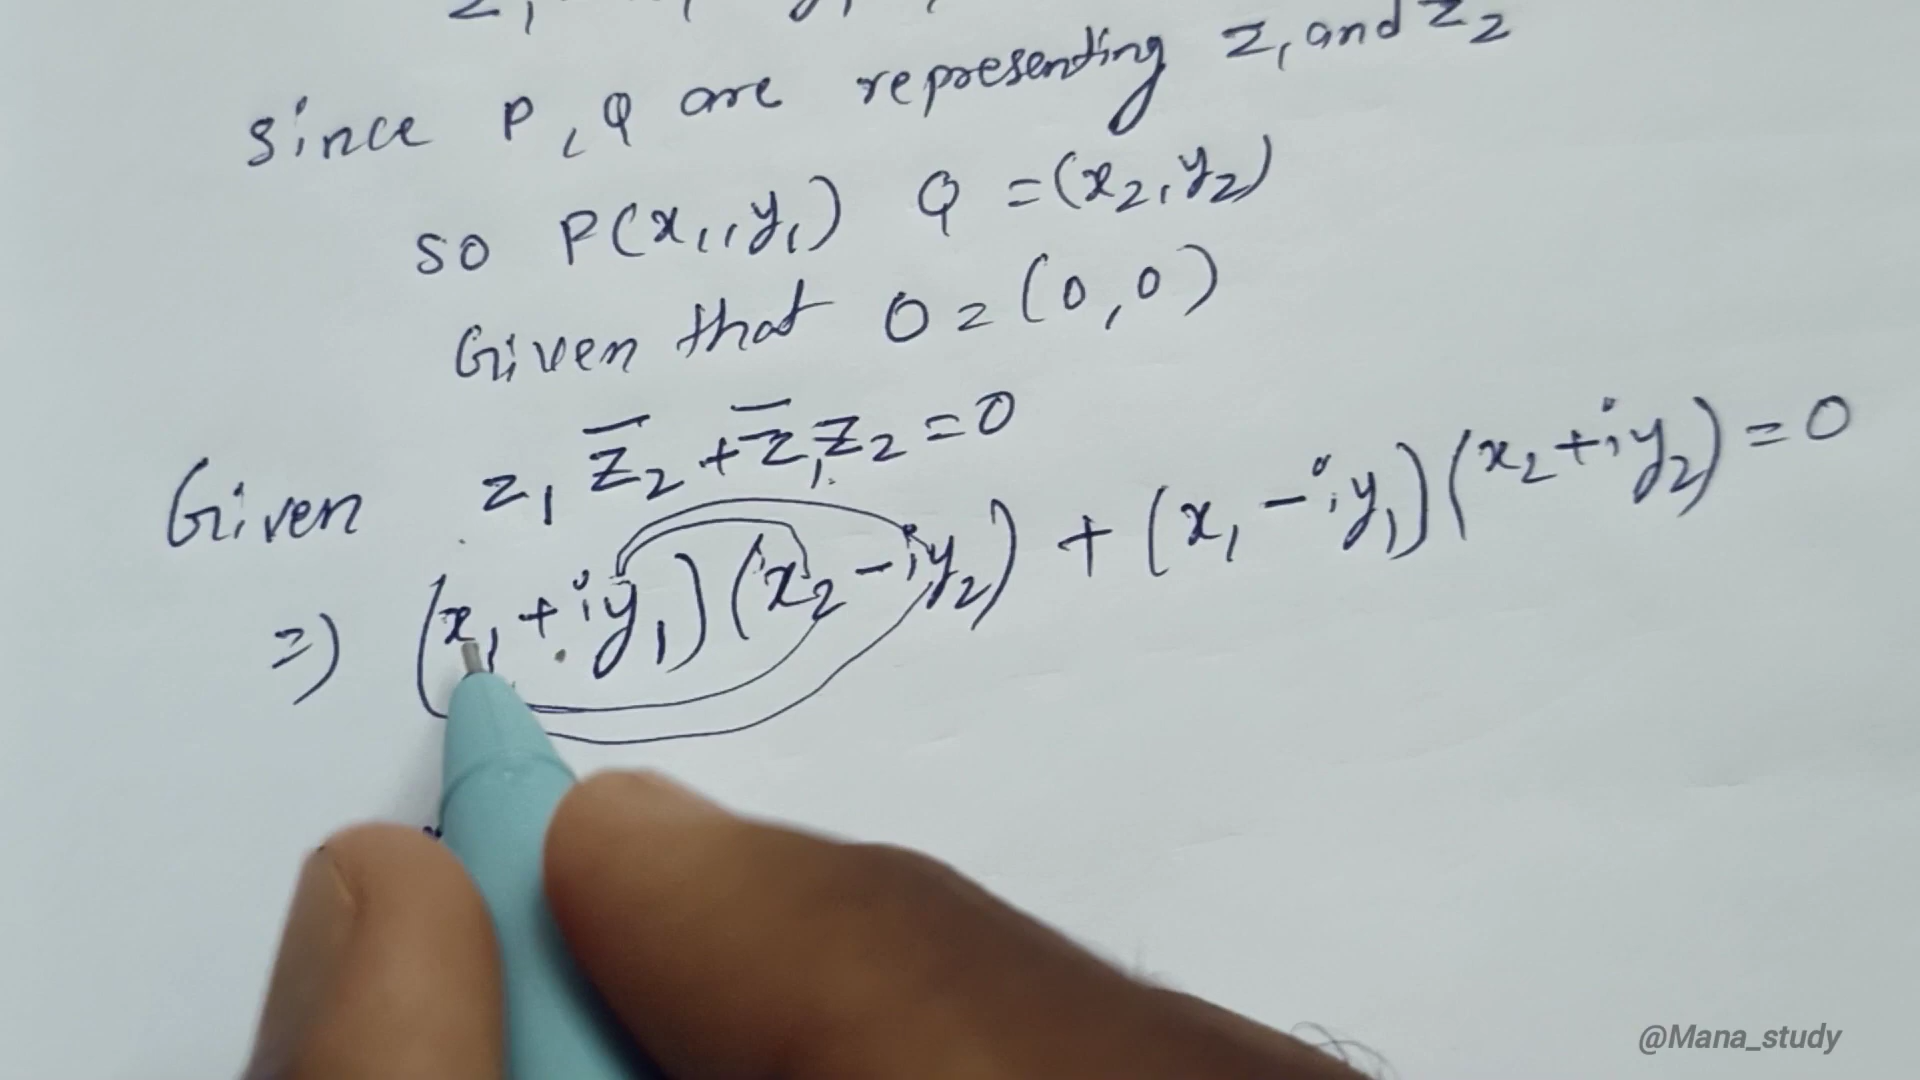 since P, Q are representing z₁ and z₂
so P(x₁, y₁) Q = (x₂, y₂)
Given that O = (0, 0)
Given z₁ z̅₂ + z̅₁ z₂ = 0
=> (x₁ + iy₁)(x₂ - iy₂) + (x₁ - iy₁)(x₂ + iy₂) = 0
@Mana_study